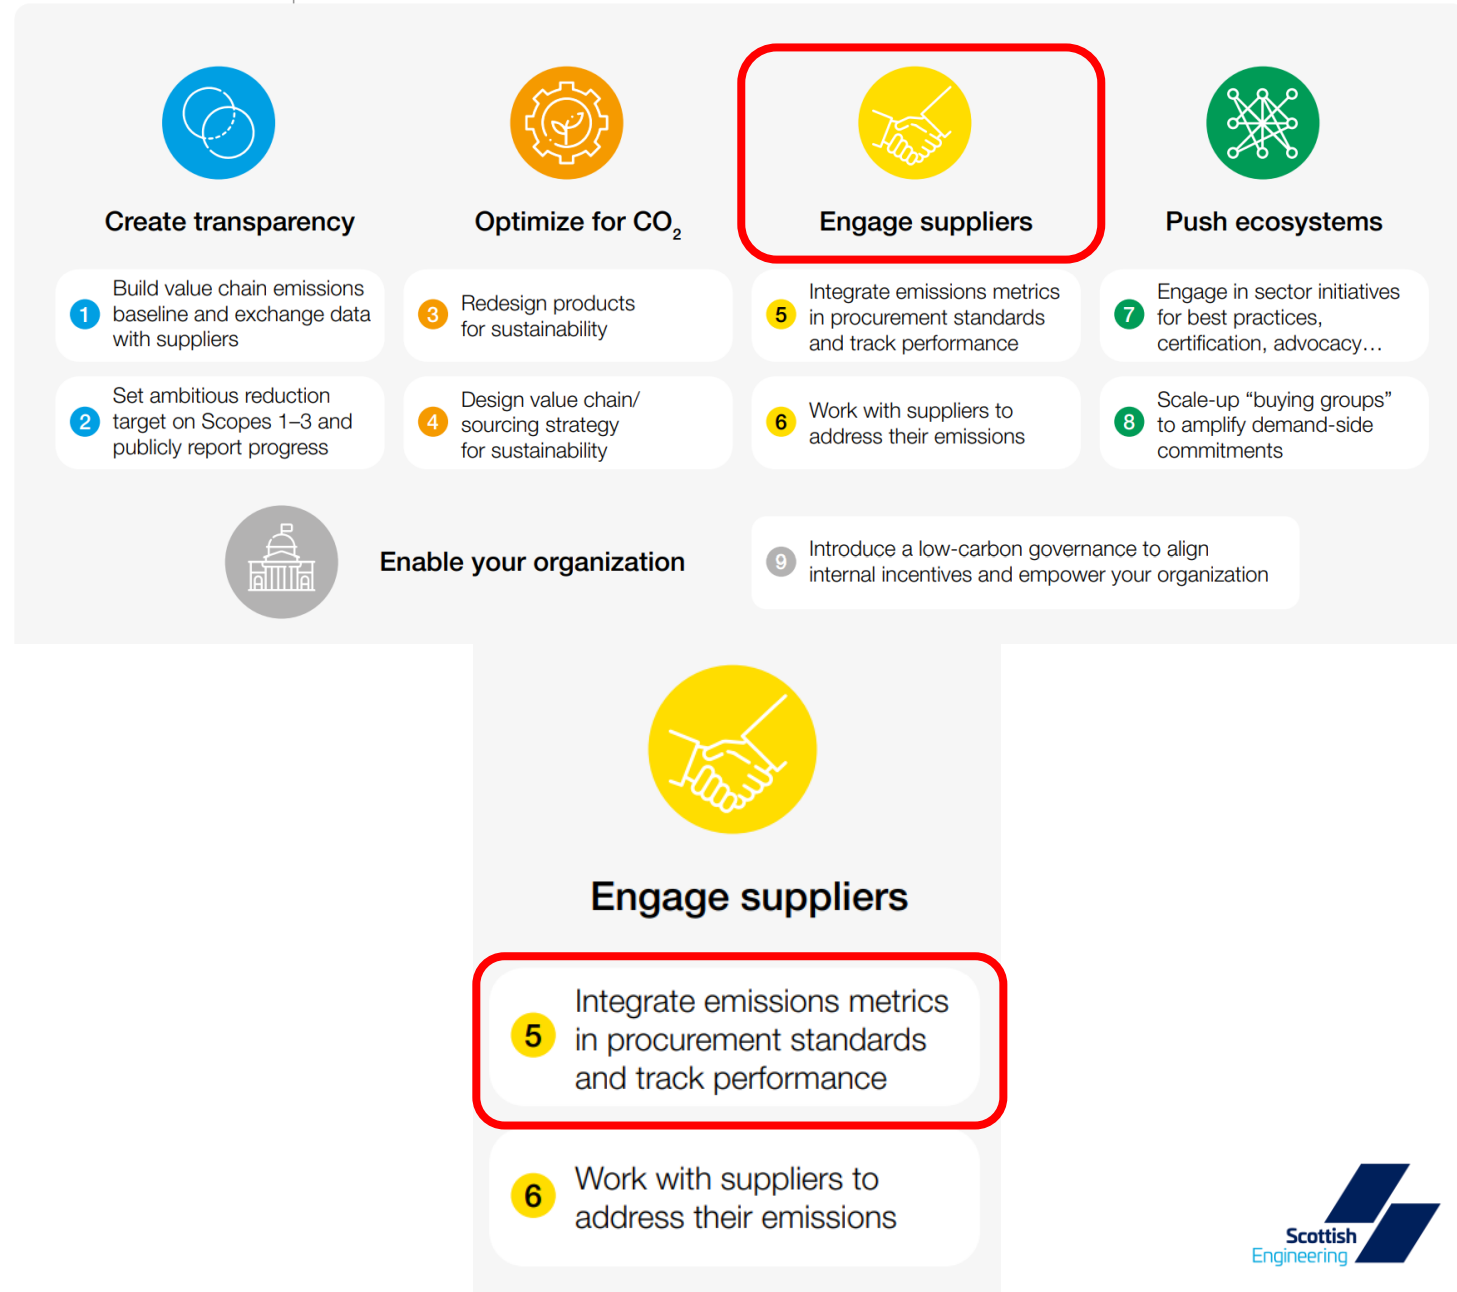 Create transparency
1
Build value chain emissions
baseline and exchange data
with suppliers
2
Set ambitious reduction
target on Scopes 1–3 and
publicly report progress
Optimize for CO2
3
Redesign products
for sustainability
4
Design value chain/
sourcing strategy
for sustainability
Engage suppliers
5
Integrate emissions metrics
in procurement standards
and track performance
6
Work with suppliers to
address their emissions
Push ecosystems
7
Engage in sector initiatives
for best practices,
certification, advocacy…
8
Scale-up “buying groups”
to amplify demand-side
commitments
Enable your organization
9
Introduce a low-carbon governance to align
internal incentives and empower your organization
Engage suppliers
5
Integrate emissions metrics
in procurement standards
and track performance
6
Work with suppliers to
address their emissions
Scottish
Engineering